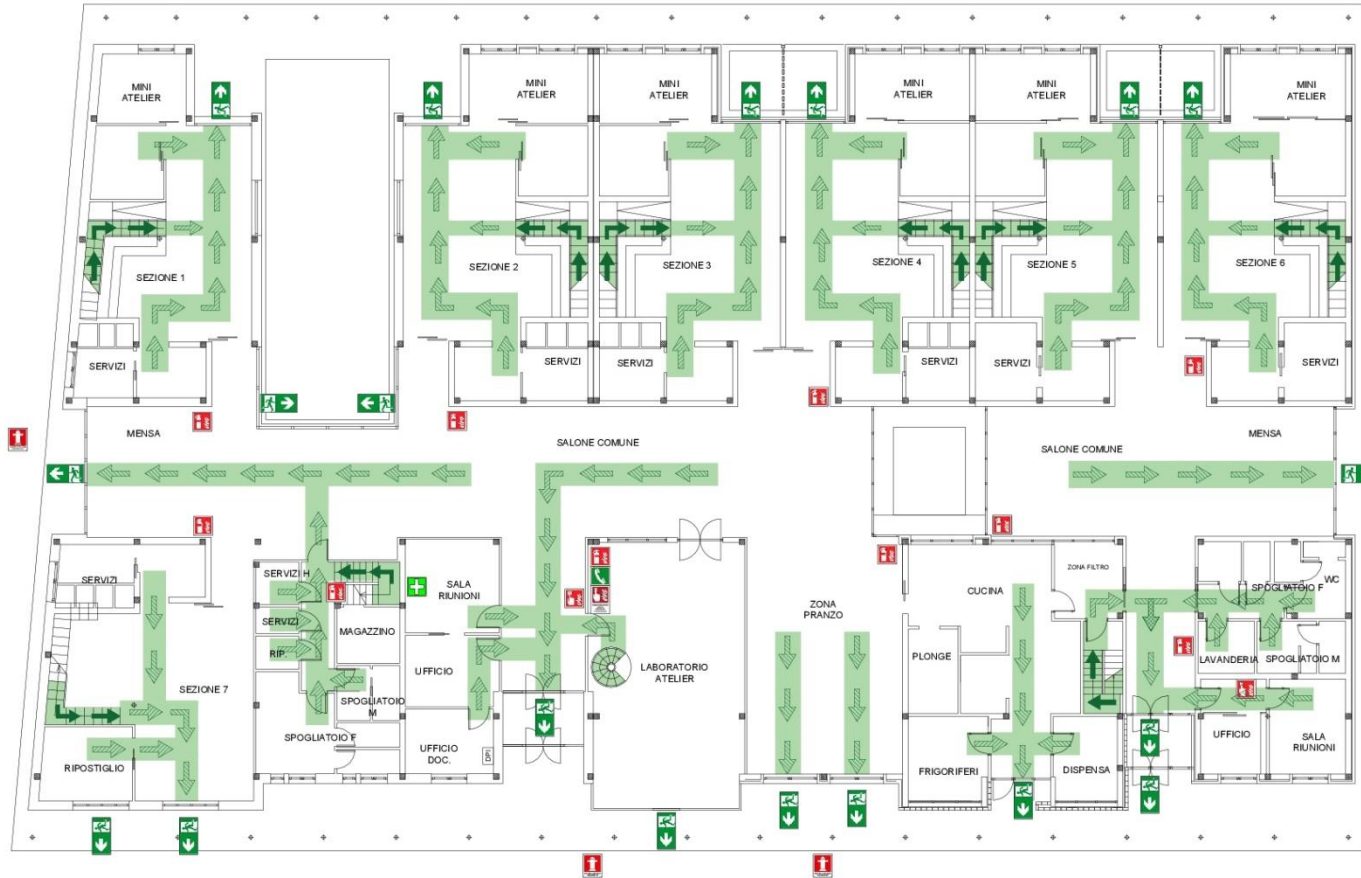 MINI
ATELIER
MINI
ATELIER
MINI
ATELIER
MINI
ATELIER
MINI
ATELIER
MINI
ATELIER
SEZIONE 1
SEZIONE 2
SEZIONE 3
SEZIONE 4
SEZIONE 5
SEZIONE 6
SERVIZI
SERVIZI
SERVIZI
SERVIZI
SERVIZI
SERVIZI
MENSA
SALONE COMUNE
SALONE COMUNE
MENSA
SERVIZI
SERVIZI H
SERVIZI
RIP.
MAGAZZINO
SALA
RIUNIONI
UFFICIO
SPOGLIATOIO
M
SPOGLIATOIO F
UFFICIO
DOC.
DPI
SEZIONE 7
RIPOSTIGLIO
LABORATORIO
ATELIER
ZONA
PRANZO
CUCINA
ZONA FILTRO
PLONGE
FRIGORIFERI
DISPENSA
SPOGLIATOIO F
WC
LAVANDERIA
SPOGLIATOIO M
UFFICIO
SALA
RIUNIONI